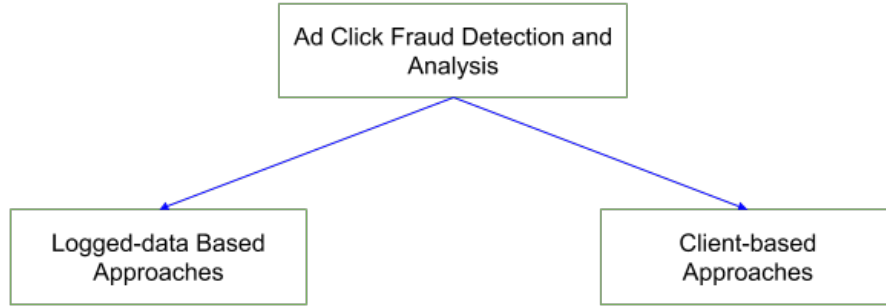 Ad Click Fraud Detection and
Analysis
Logged-data Based
Approaches
Client-based
Approaches